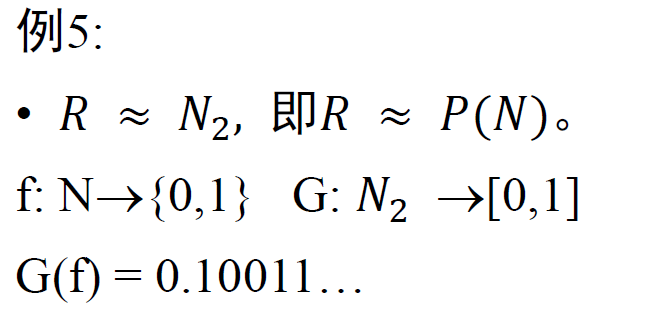 例5:
• R ≈ N₂, 即R ≈ P(N)。
f: N→{0,1} G: N₂ →[0,1]
G(f) = 0.10011…